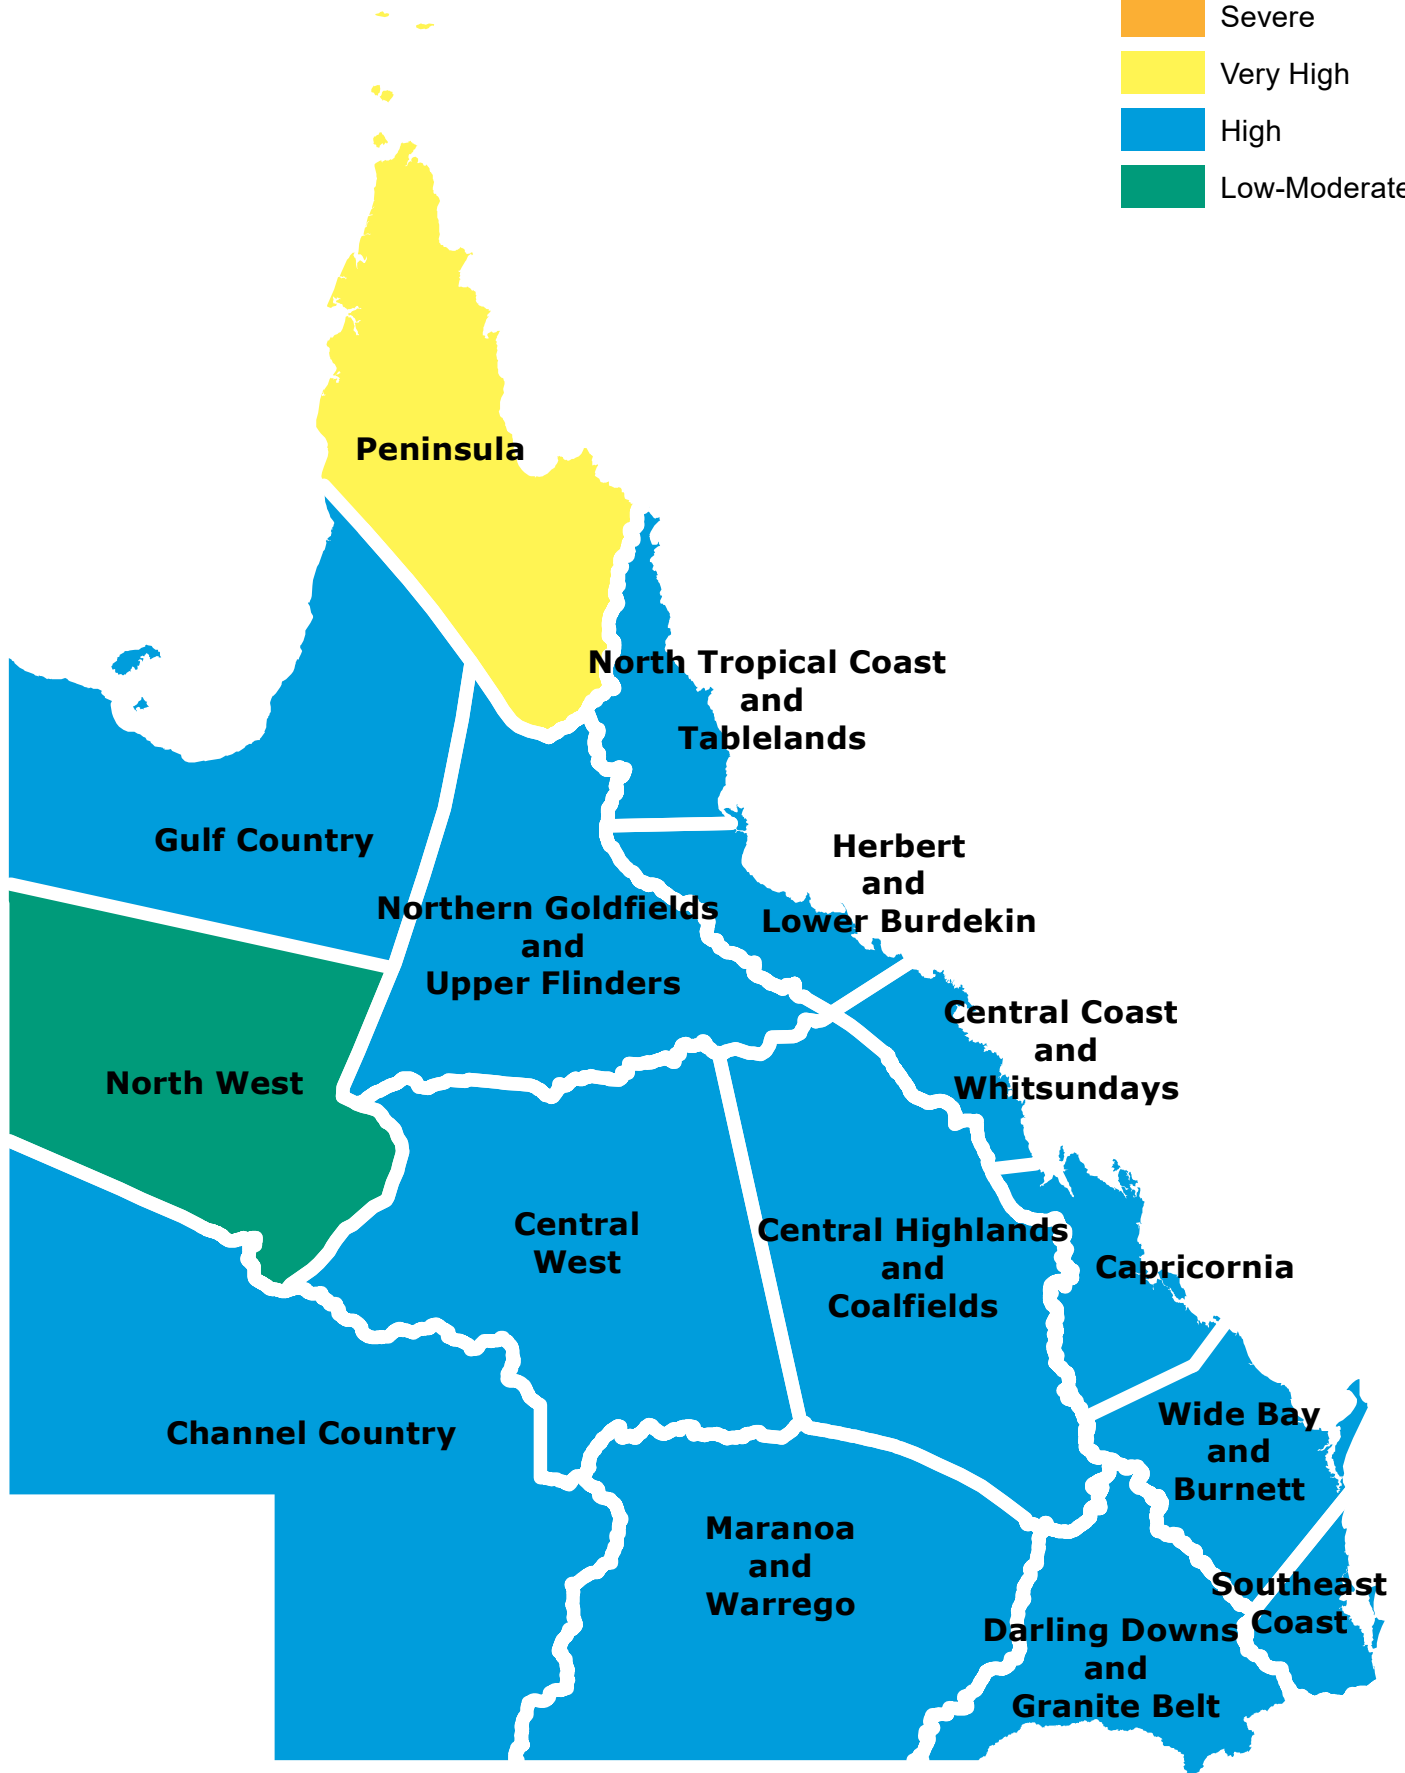 Severe
Very High
High
Low-Moderate
Peninsula
North Tropical Coast
and
Tablelands
Gulf Country
Herbert
and
Lower Burdekin
Northern Goldfields
and
Upper Flinders
Central Coast
and
Whitsundays
North West
Central
West
Central Highlands
and
Coalfields
Capricornia
Channel Country
Wide Bay
and
Burnett
Maranoa
and
Warrego
Southeast
Coast
Darling Downs
and
Granite Belt